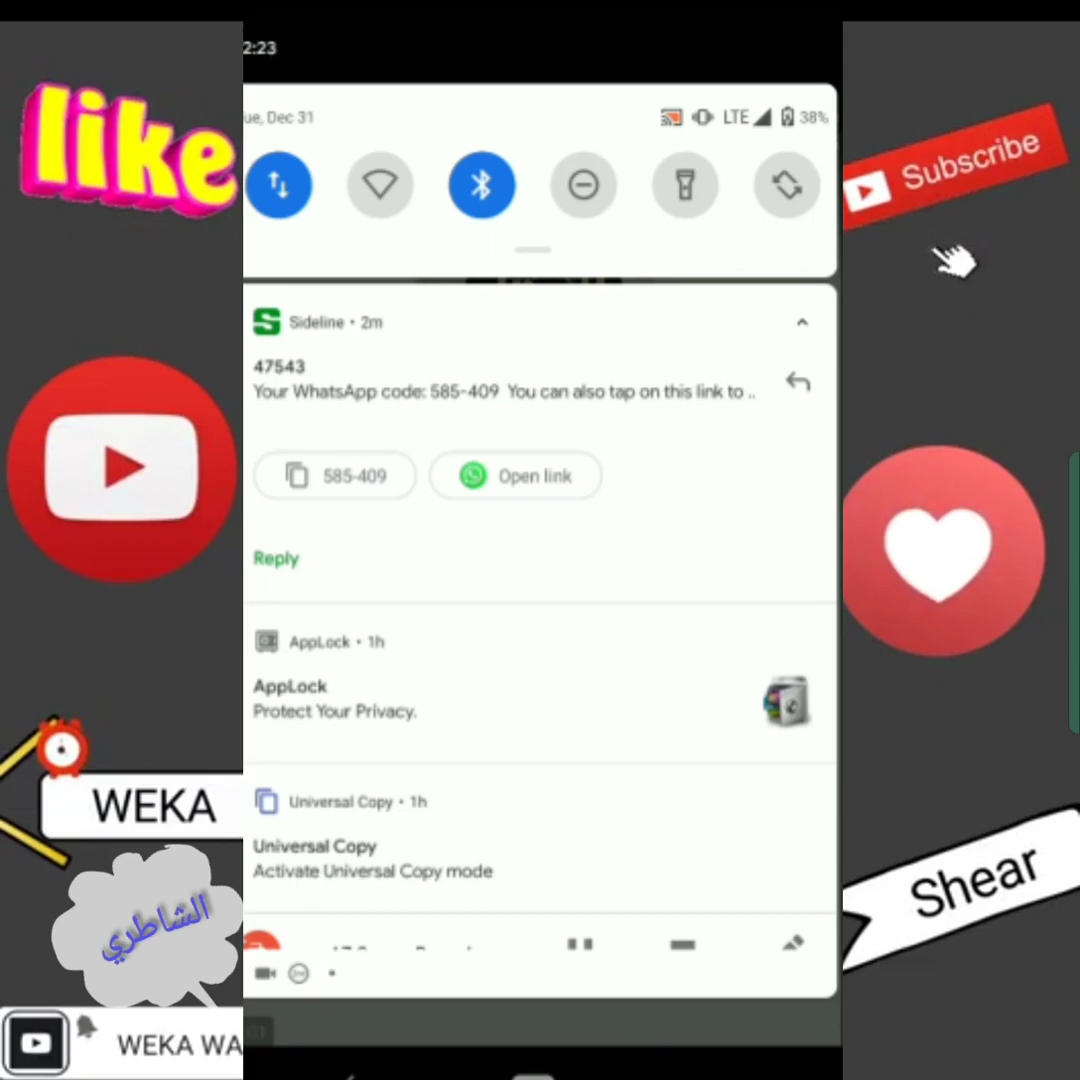 like
Subscribe
WEKA
الشاطري
WEKA WA
Shear
2:23
ue, Dec 31
LTE
38%
Sideline • 2m
47543
Your WhatsApp code: 585-409 You can also tap on this link to ..
585-409
Open link
Reply
AppLock • 1h
AppLock
Protect Your Privacy.
Universal Copy • 1h
Universal Copy
Activate Universal Copy mode